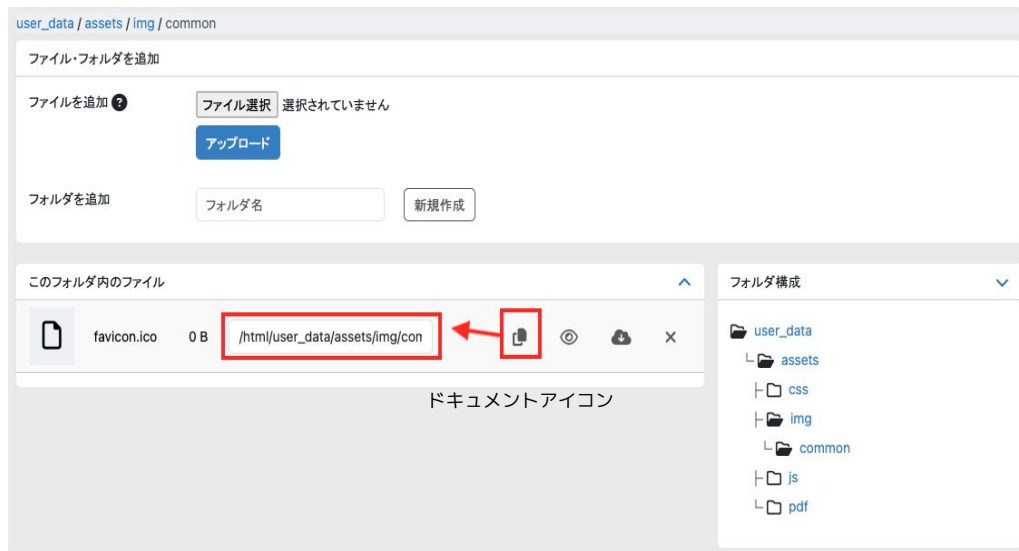 user_data / assets / img / common
ファイル・フォルダを追加
ファイルを追加 ?
ファイル選択 選択されていません
アップロード
フォルダを追加
フォルダ名
新規作成
このフォルダ内のファイル
favicon.ico 0 B /html/user_data/assets/img/con
ドキュメントアイコン
フォルダ構成
user_data
assets
css
img
common
js
pdf